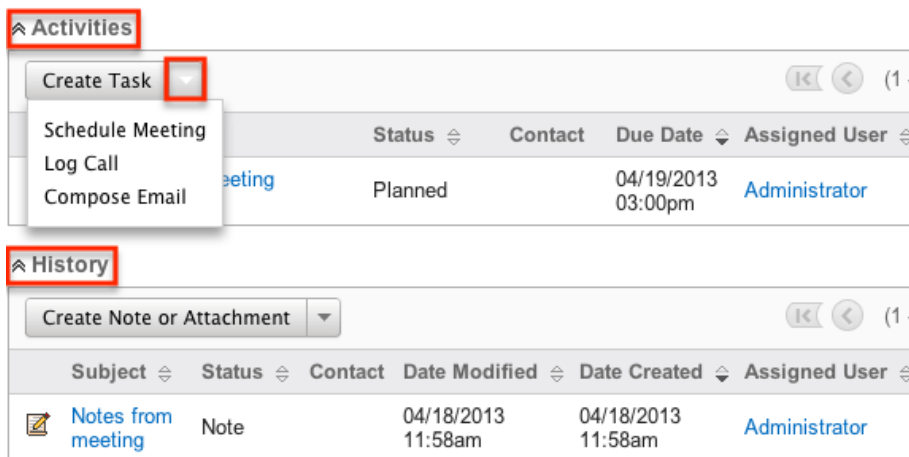 Activities
Create Task
(1
Schedule Meeting
Log Call
Compose Email
Status Contact Due Date Assigned User
Planned
04/19/2013
03:00pm
Administrator
History
Create Note or Attachment
(1
Subject Status Contact Date Modified Date Created Assigned User
Notes from
meeting
Note
04/18/2013
11:58am
04/18/2013
11:58am
Administrator